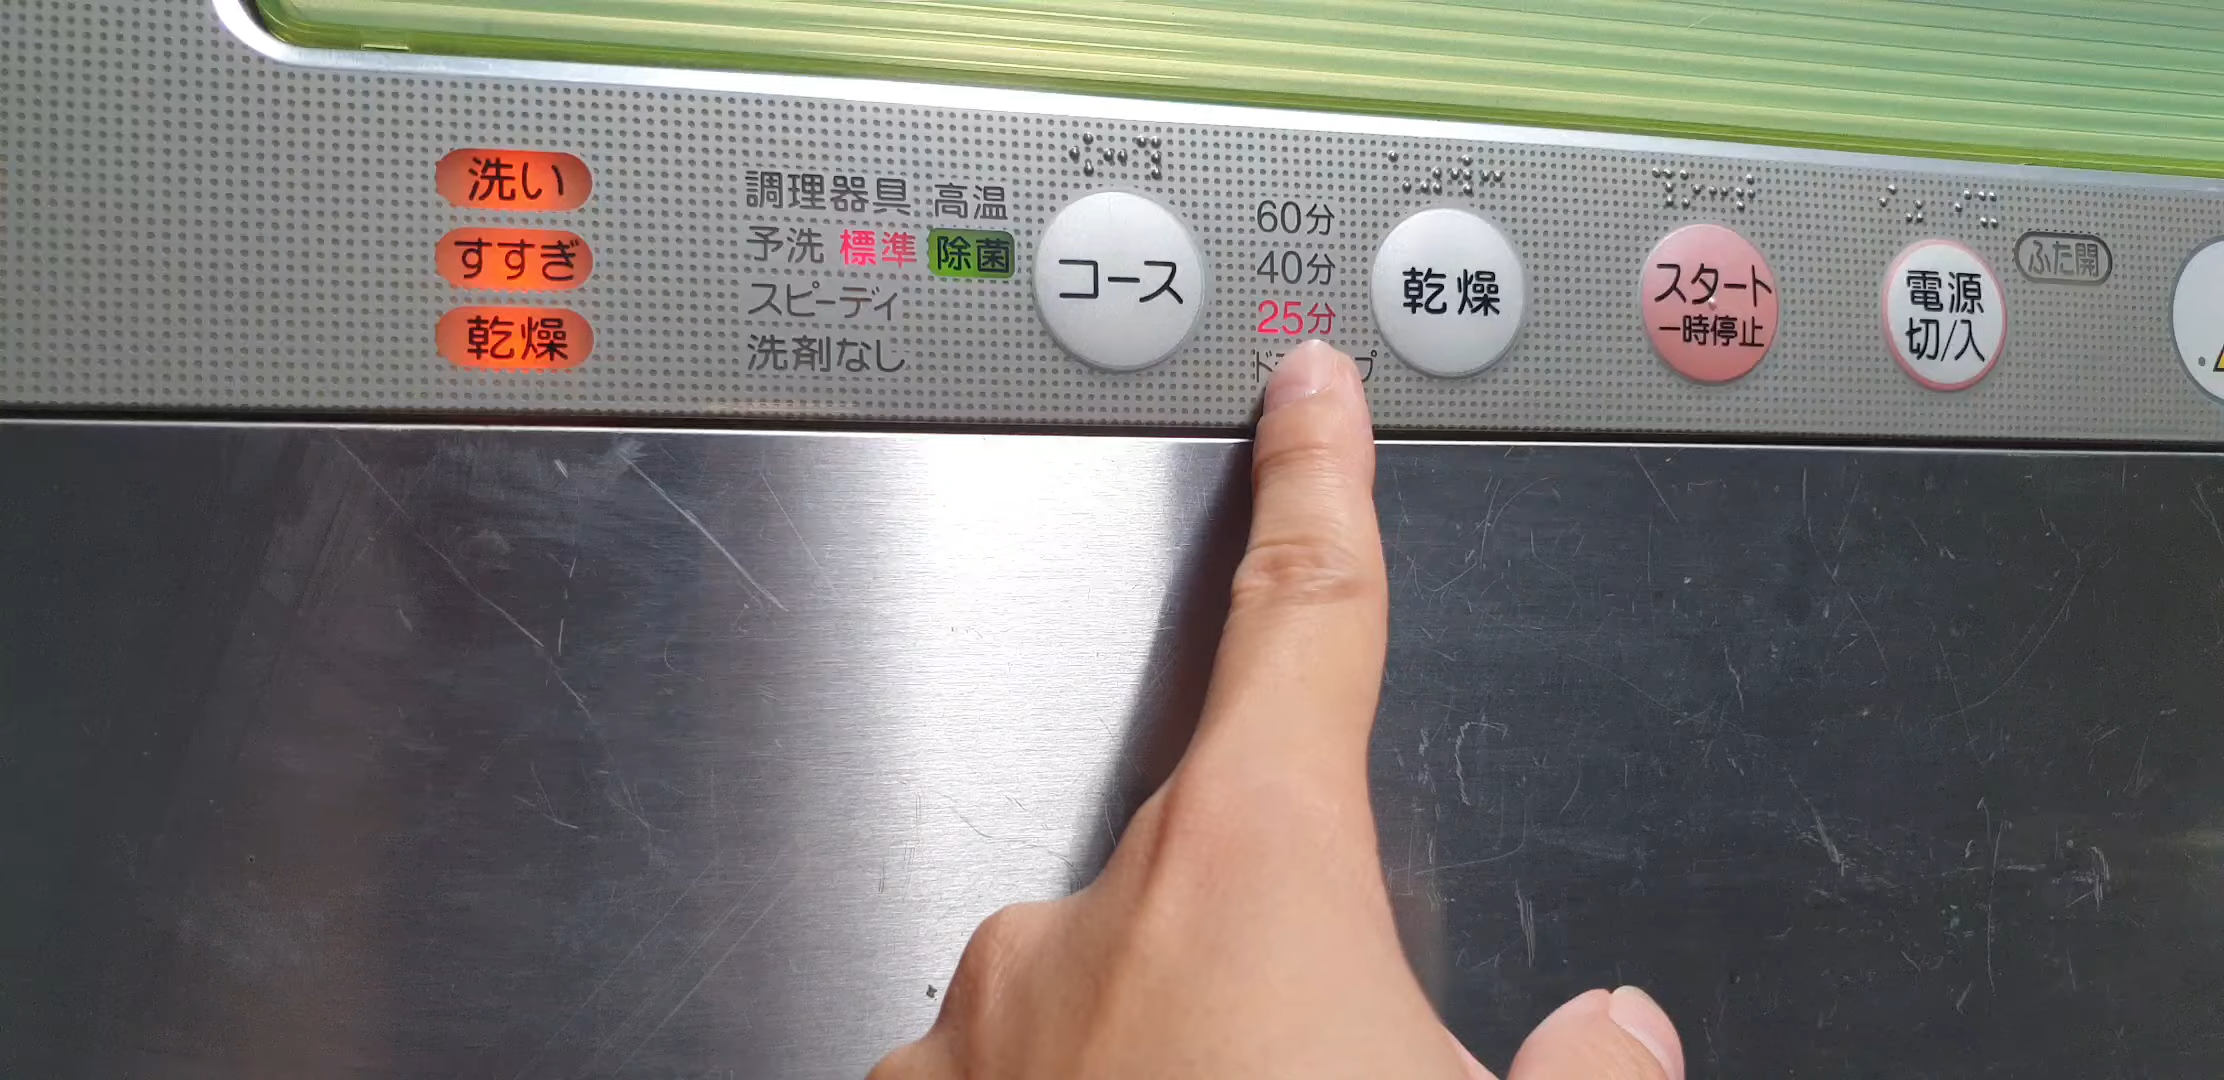 洗い
すすぎ
乾燥
調理器具 高温
予洗 標準 除菌
スピーディ
洗剤なし
コース
60分
40分
25分
乾燥
スタート
一時停止
電源
切/入
ふた開